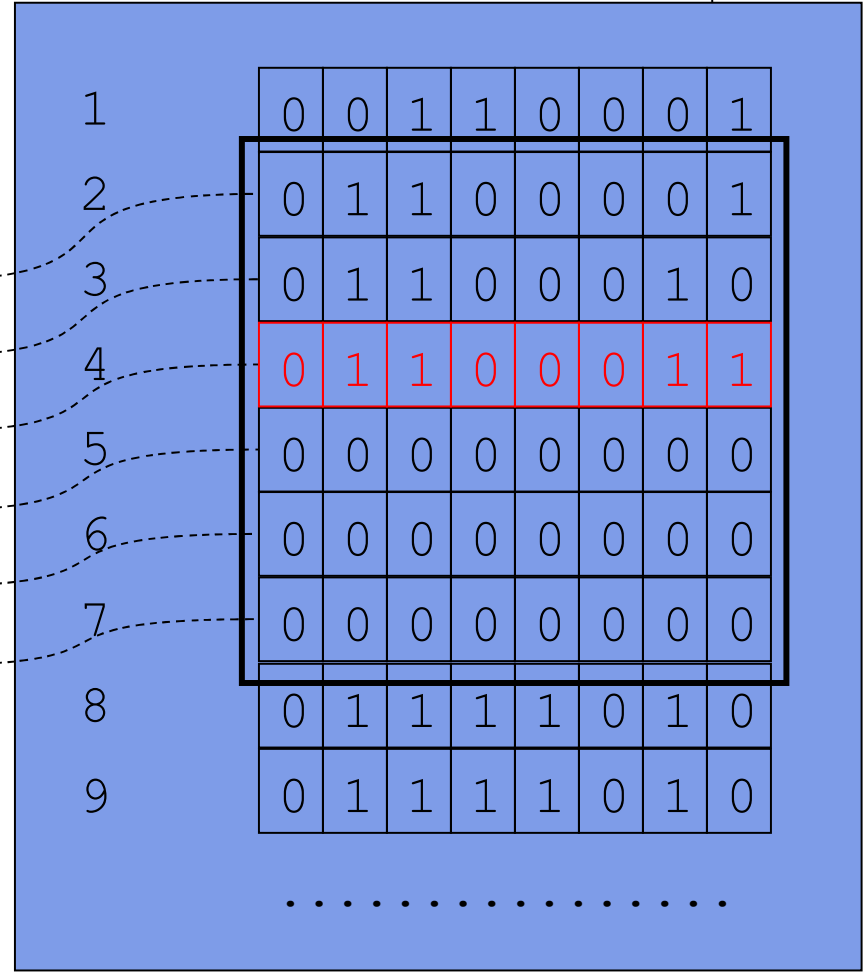 1 0 0 1 1 0 0 0 1
2 0 1 1 0 0 0 0 1
3 0 1 1 0 0 0 1 0
4 0 1 1 0 0 0 1 1
5 0 0 0 0 0 0 0 0
6 0 0 0 0 0 0 0 0
7 0 0 0 0 0 0 0 0
8 0 1 1 1 1 0 1 0
9 0 1 1 1 1 0 1 0
. . . . . . . . . . . . . . . .